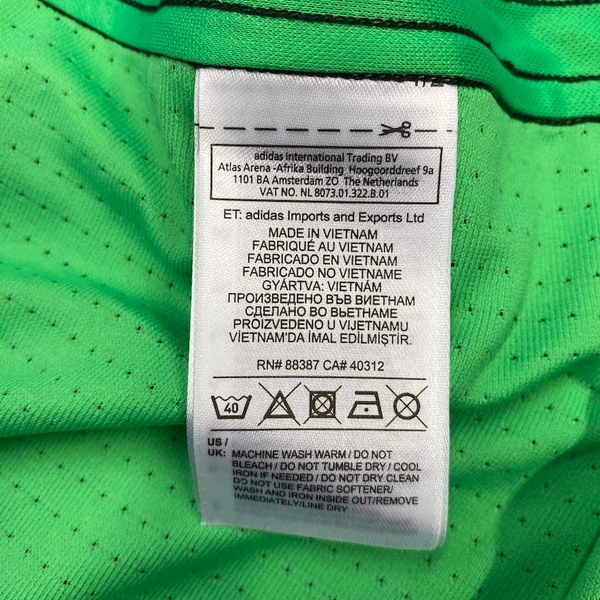 adidas International Trading BV
Atlas Arena -Afrika Building Hoogoorddreef 9a
1101 BA Amsterdam ZO The Netherlands
VAT NO. NL 8073.01.322.B.01
ET: adidas Imports and Exports Ltd
MADE IN VIETNAM
FABRIQUÉ AU VIETNAM
FABRICADO EN VIETNAM
FABRICADO NO VIETNAME
GYÁRTVA: VIETNÁM
ПРОИЗВЕДЕНО ВЪВ ВИЕТНАМ
СДЕЛАНО ВО ВЬЕТНАМЕ
PROIZVEDENO U VIJETNAMU
VİETNAM'DA İMAL EDİLMİŞTİR.
RN# 88387 CA# 40312
40
US /
UK: MACHINE WASH WARM / DO NOT
BLEACH / DO NOT TUMBLE DRY / COOL
IRON IF NEEDED / DO NOT DRY CLEAN
DO NOT USE FABRIC SOFTENER/
WASH AND IRON INSIDE OUT/REMOVE
IMMEDIATELY/LINE DRY